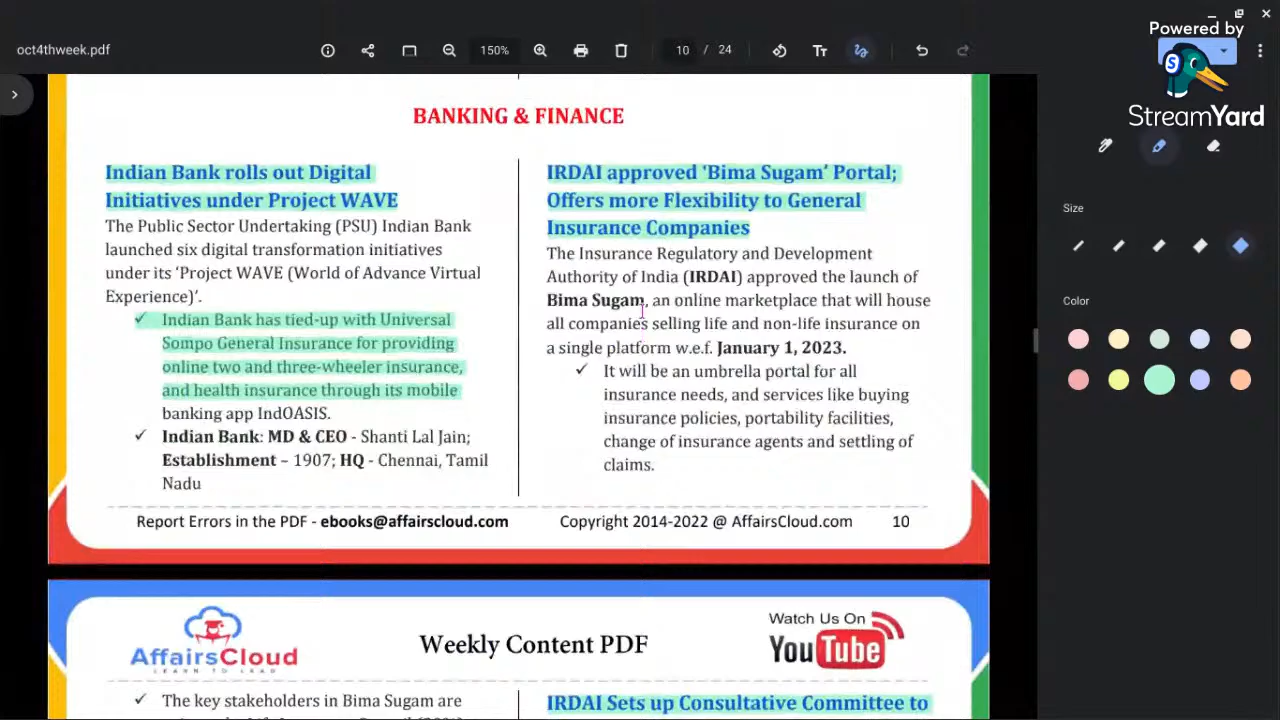 Powered by
StreamYard
oct4thweek.pdf
150%
10 / 24
BANKING & FINANCE
Indian Bank rolls out Digital
Initiatives under Project WAVE
The Public Sector Undertaking (PSU) Indian Bank
launched six digital transformation initiatives
under its ‘Project WAVE (World of Advance Virtual
Experience)’.
✓ Indian Bank has tied-up with Universal
Sompo General Insurance for providing
online two and three-wheeler insurance,
and health insurance through its mobile
banking app IndOASIS.
✓ Indian Bank: MD & CEO - Shanti Lal Jain;
Establishment – 1907; HQ - Chennai, Tamil
Nadu
IRDAI approved ‘Bima Sugam’ Portal;
Offers more Flexibility to General
Insurance Companies
The Insurance Regulatory and Development
Authority of India (IRDAI) approved the launch of
Bima Sugam, an online marketplace that will house
all companies selling life and non-life insurance on
a single platform w.e.f. January 1, 2023.
✓ It will be an umbrella portal for all
insurance needs, and services like buying
insurance policies, portability facilities,
change of insurance agents and settling of
claims.
Report Errors in the PDF - ebooks@affairscloud.com
Copyright 2014-2022 @ AffairsCloud.com 10
AffairsCloud
LEARN TO LEAD
Weekly Content PDF
Watch Us On
YouTube
✓ The key stakeholders in Bima Sugam are
IRDAI Sets up Consultative Committee to
Size
Color